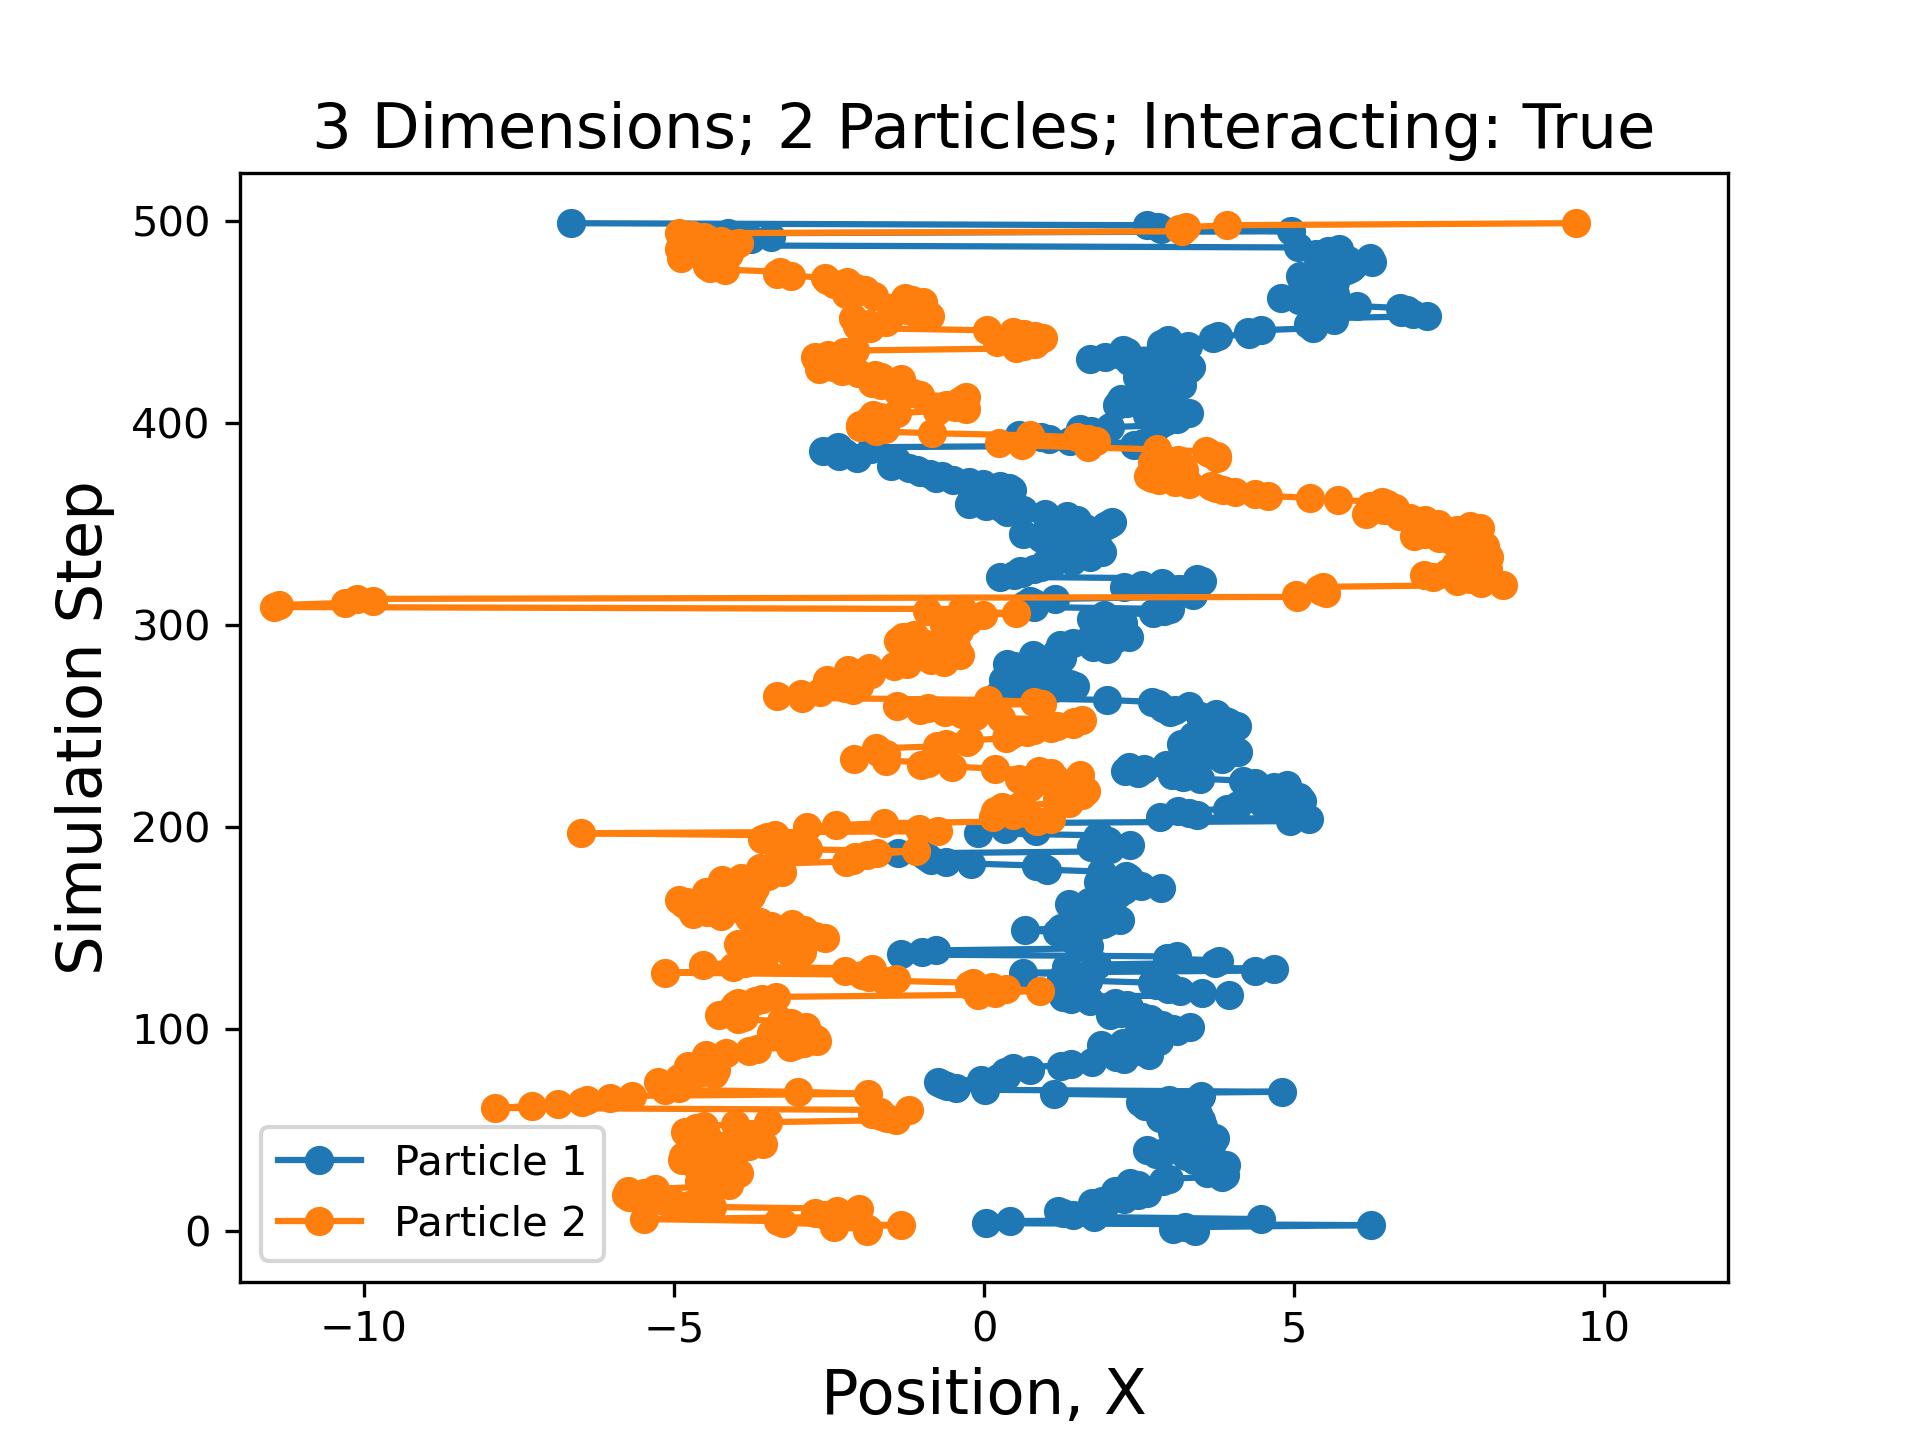 3 Dimensions; 2 Particles; Interacting: True
Simulation Step
500
400
300
200
100
0
Particle 1
Particle 2
−10
−5
0
5
10
Position, X